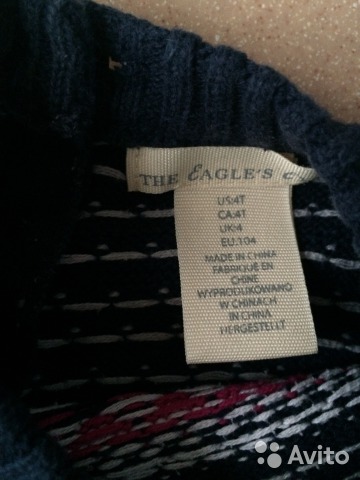 THE EAGLE'S
US:4T
CA:4T
UK:4
EU:104
MADE IN CHINA
FABRIQUÉ EN
CHINE
WYPRODUKOWANO
W CHINACH
IN CHINA
HERGESTELLT
Avito